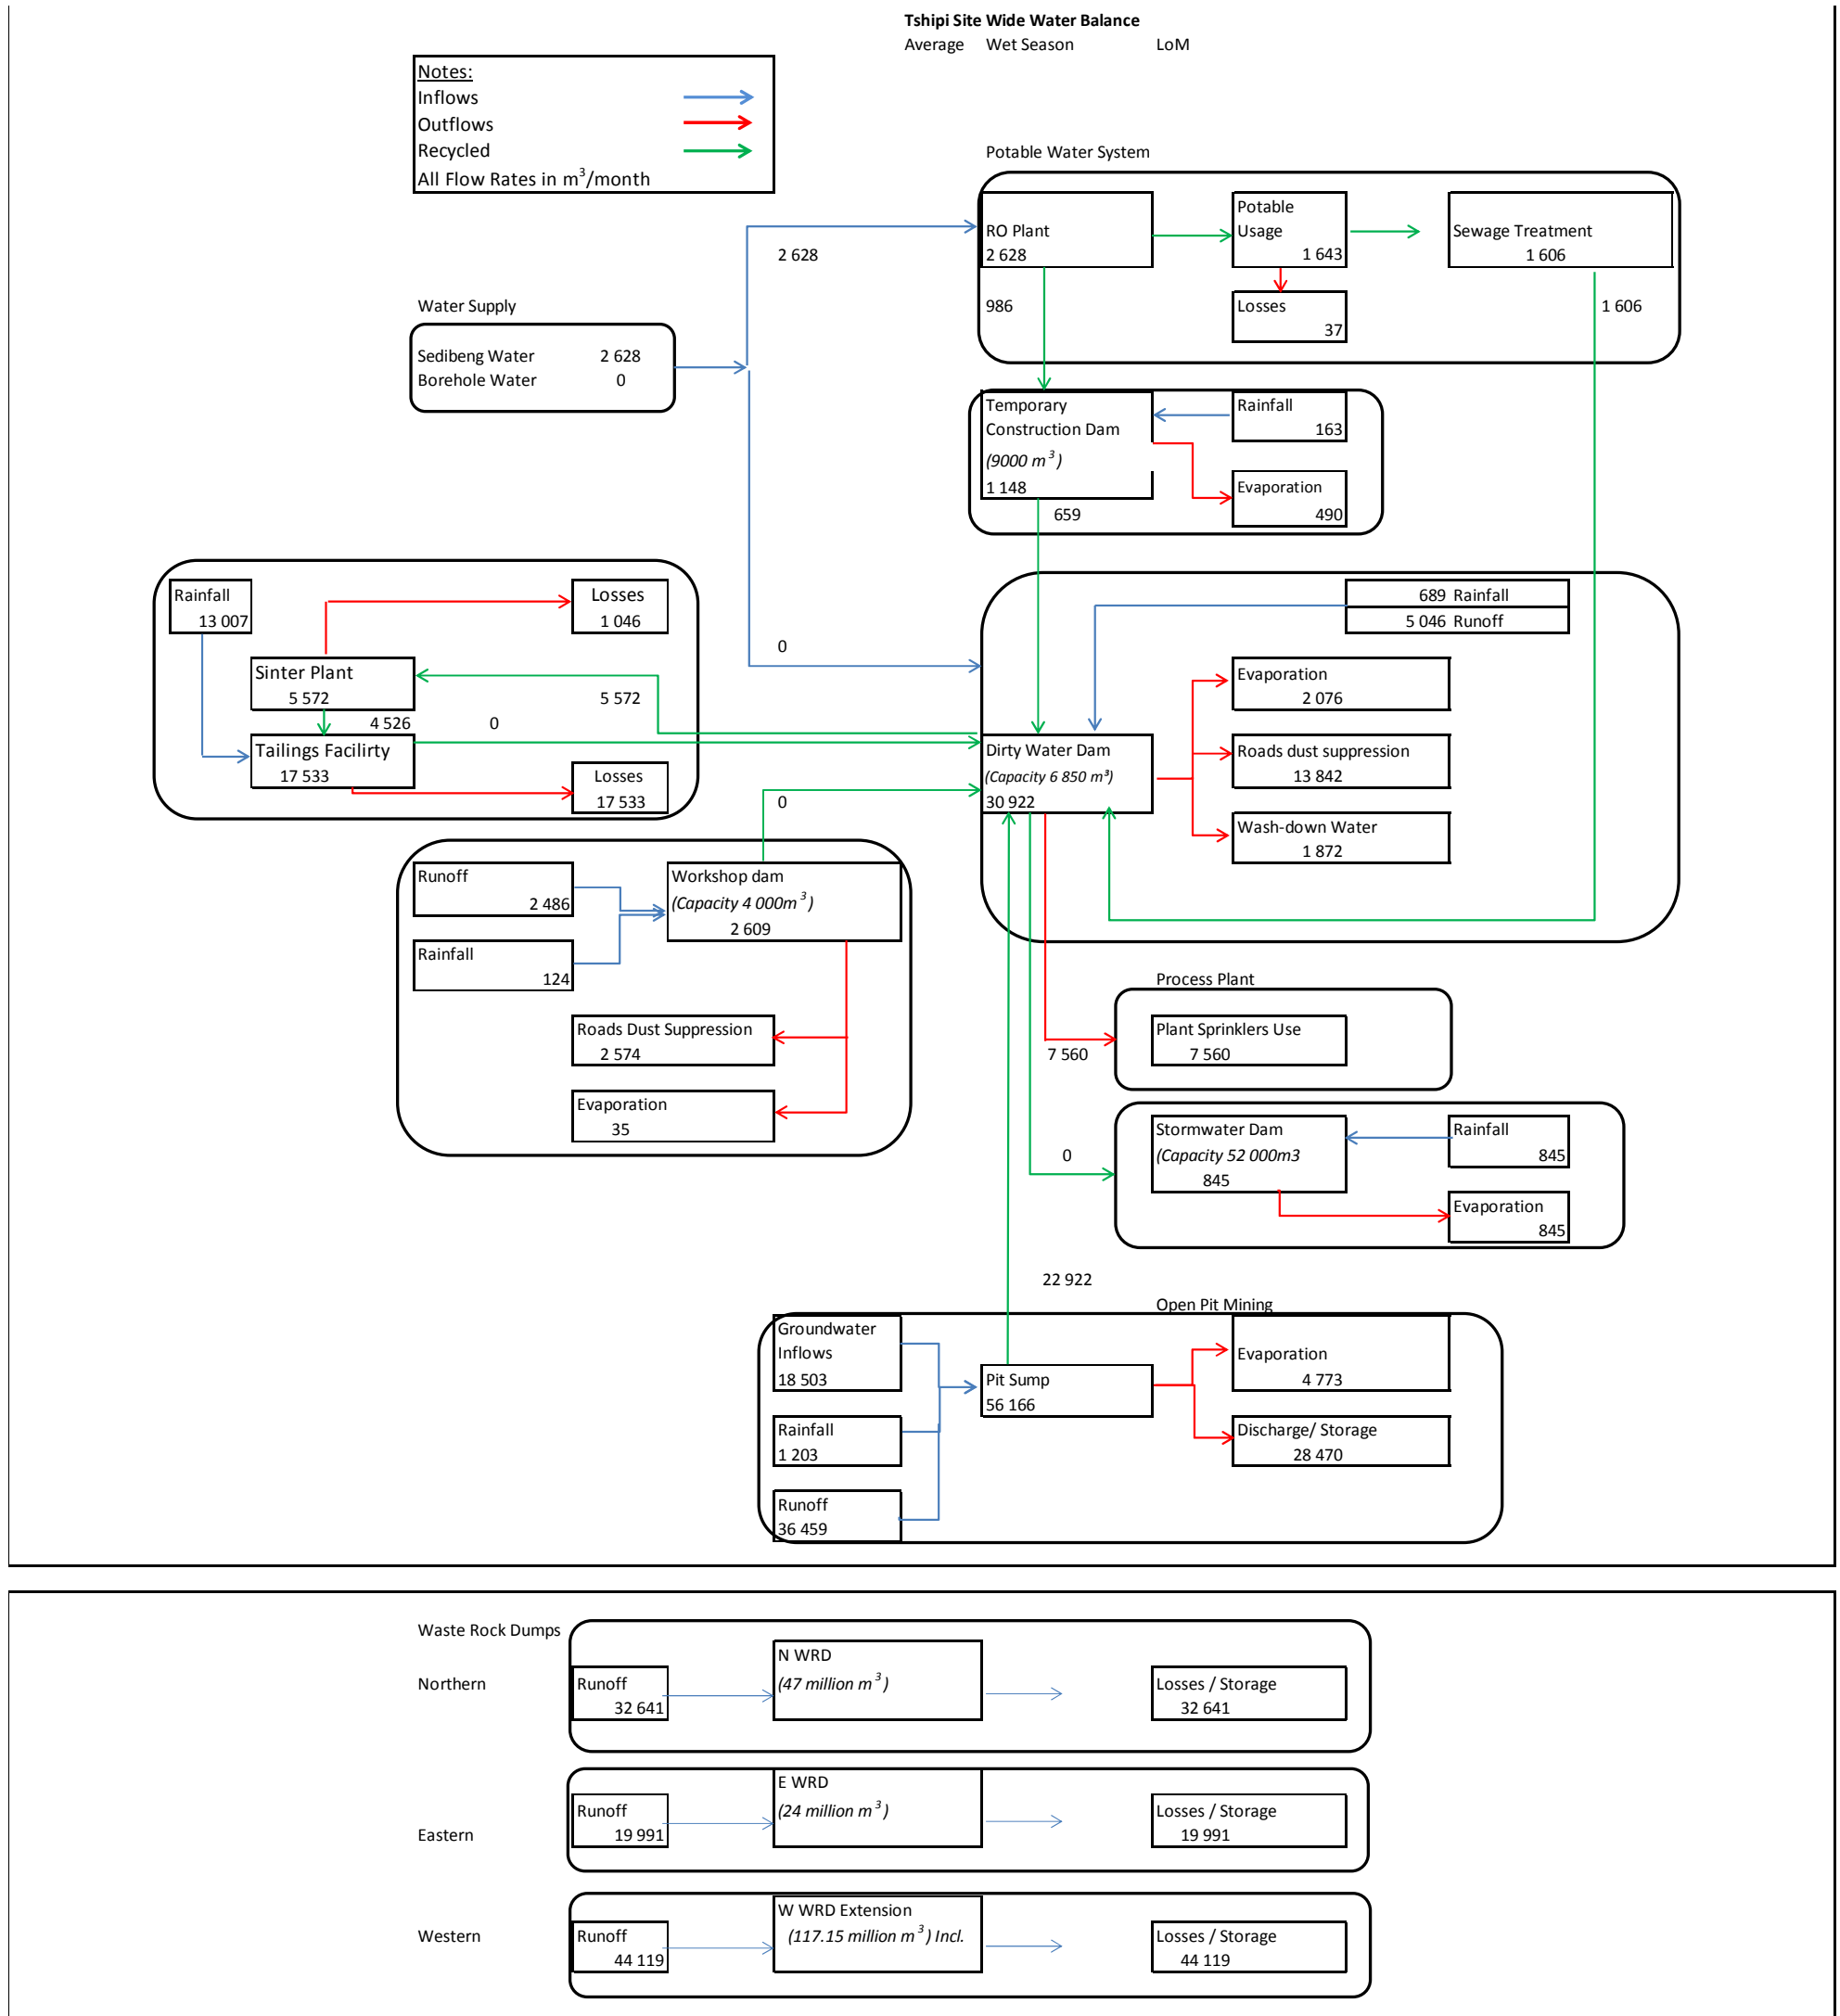 Tshipi Site Wide Water Balance
Average Wet Season LoM
Notes:
Inflows
Outflows
Recycled
All Flow Rates in m³/month
Potable Water System
RO Plant
2 628
Potable
Usage
1 643
Sewage Treatment
1 606
2 628
Losses
37
986
1 606
Water Supply
Sedibeng Water 2 628
Borehole Water 0
Temporary
Construction Dam
(9000 m³)
1 148
Rainfall
163
Evaporation
490
659
Rainfall
13 007
Losses
1 046
Sinter Plant
5 572
5 572
4 526
0
Tailings Facilirty
17 533
Losses
17 533
0
689 Rainfall
5 046 Runoff
Evaporation
2 076
Dirty Water Dam
(Capacity 6 850 m³)
30 922
Roads dust suppression
13 842
Wash-down Water
1 872
0
Runoff
2 486
Rainfall
124
Workshop dam
(Capacity 4 000m³)
2 609
Roads Dust Suppression
2 574
Evaporation
35
Process Plant
Plant Sprinklers Use
7 560
7 560
Stormwater Dam
(Capacity 52 000m3
845
Rainfall
845
Evaporation
845
0
22 922
Open Pit Mining
Groundwater
Inflows
18 503
Rainfall
1 203
Runoff
36 459
Pit Sump
56 166
Evaporation
4 773
Discharge/ Storage
28 470
Waste Rock Dumps
Northern
Runoff
32 641
N WRD
(47 million m³)
Losses / Storage
32 641
Eastern
Runoff
19 991
E WRD
(24 million m³)
Losses / Storage
19 991
Western
Runoff
44 119
W WRD Extension
(117.15 million m³) Incl.
Losses / Storage
44 119